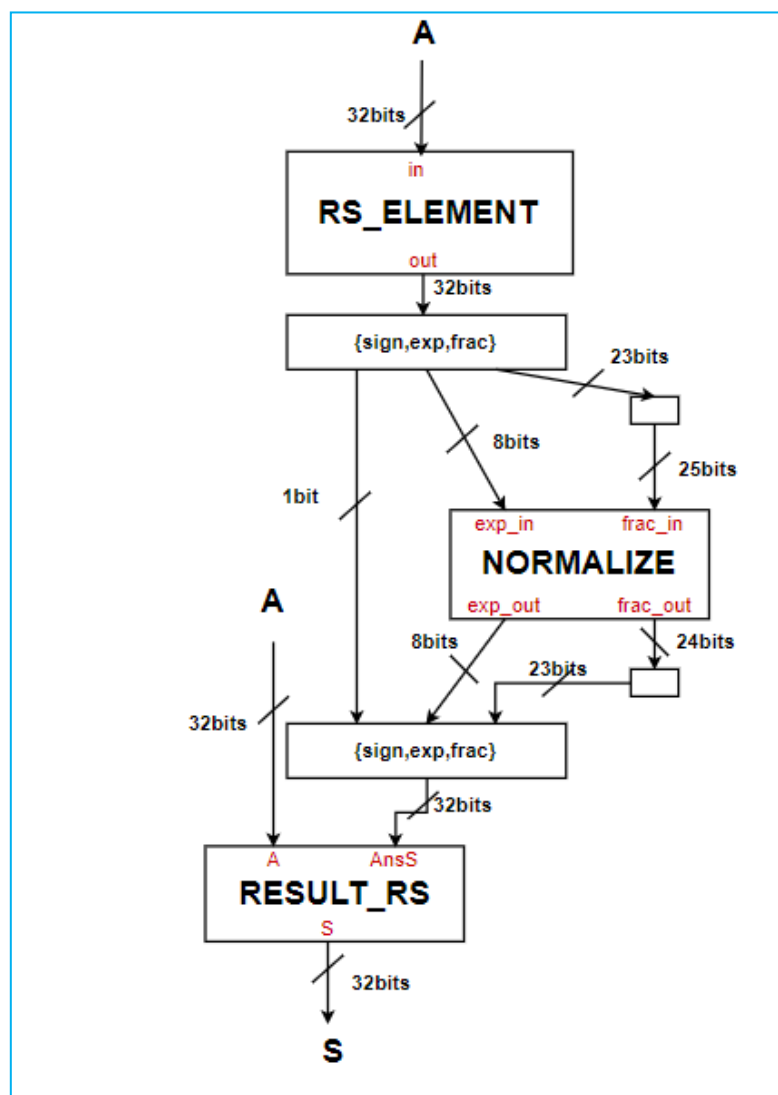 A
32bits
in
RS_ELEMENT
out
32bits
{sign,exp,frac}
23bits
8bits
25bits
1bit
exp_in frac_in
NORMALIZE
exp_out frac_out
A
8bits
24bits
23bits
32bits
{sign,exp,frac}
32bits
A AnsS
RESULT_RS
S
32bits
S